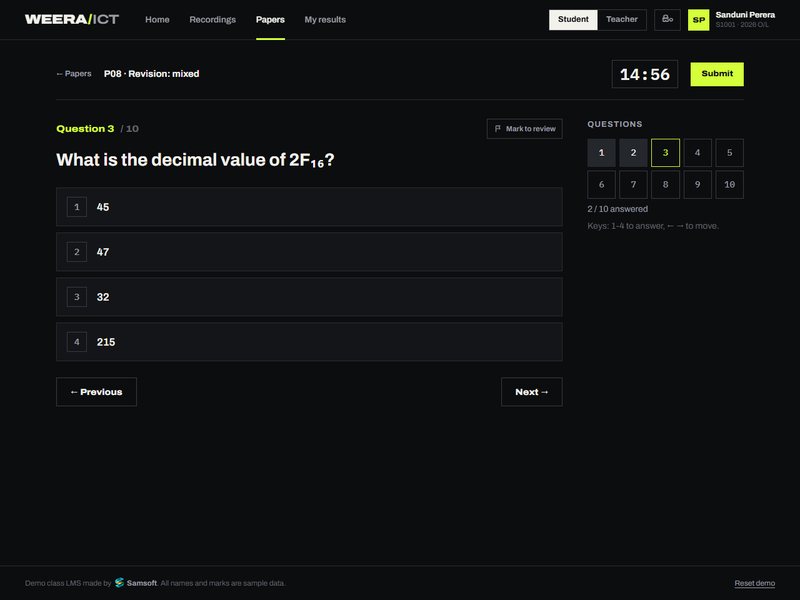 WEERA/ICT Home Recordings Papers My results Student Teacher SP Sanduni Perera
S1001 · 2026 O/L
← Papers P08 · Revision: mixed 14:56 Submit
Question 3 / 10 Mark to review
What is the decimal value of 2F₁₆?
1 45
2 47
3 32
4 215
← Previous Next →
QUESTIONS
1 2 3 4 5
6 7 8 9 10
2 / 10 answered
Keys: 1-4 to answer, ← → to move.
Demo class LMS made by Samsoft. All names and marks are sample data. Reset demo